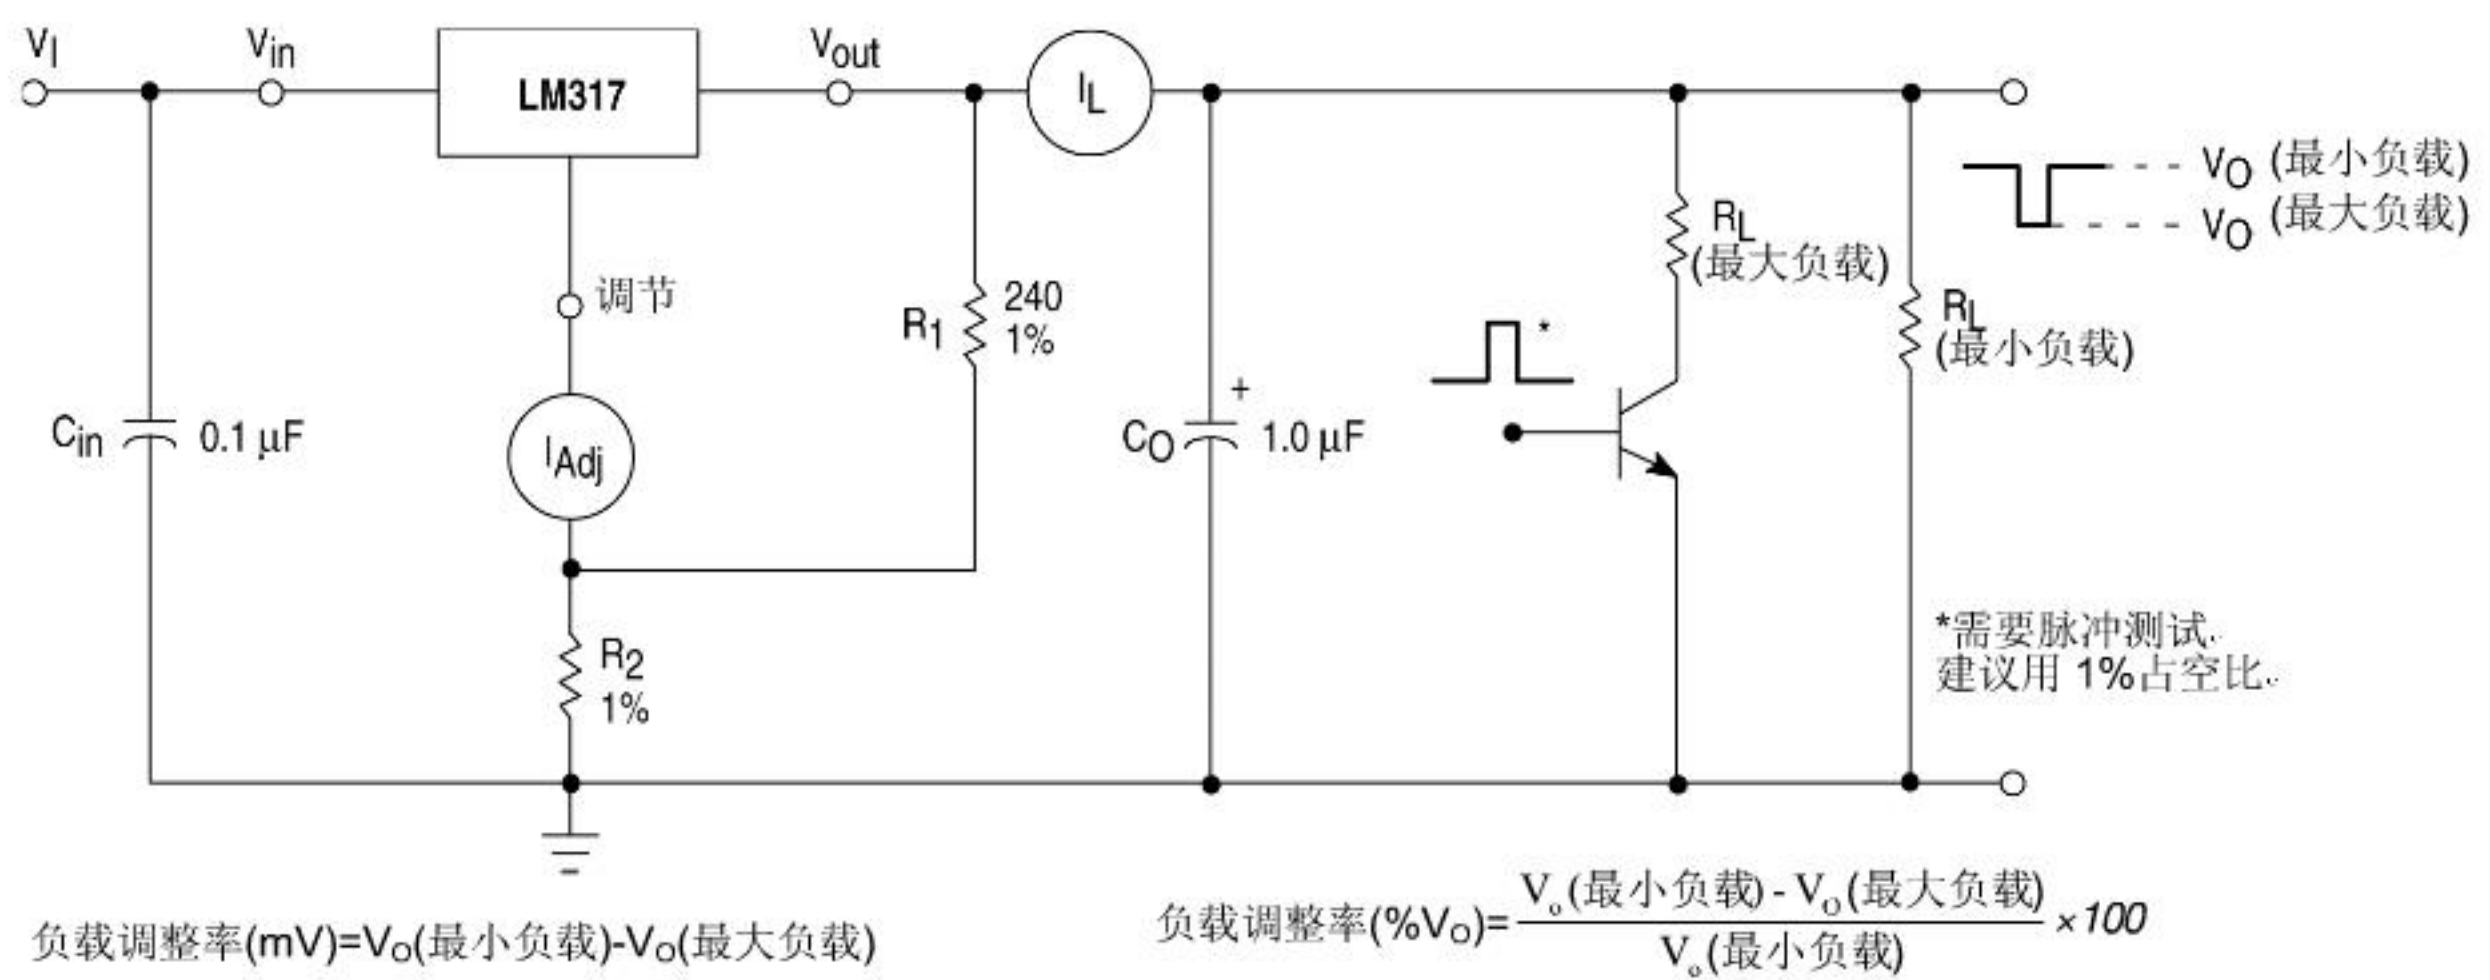 VI
Vin
LM317
Vout
IL
VO (最小负载)
VO (最大负载)
RL
(最大负载)
调节
240
1%
R1
*
RL
(最小负载)
+
Cin
0.1 μF
IAdj
CO
1.0 μF
R2
1%
*需要脉冲测试.
建议用 1%占空比。
负载调整率(mV)=VO(最小负载)-VO(最大负载)
负载调整率(%VO)=
Vo(最小负载) - VO(最大负载)
Vo(最小负载)
×100